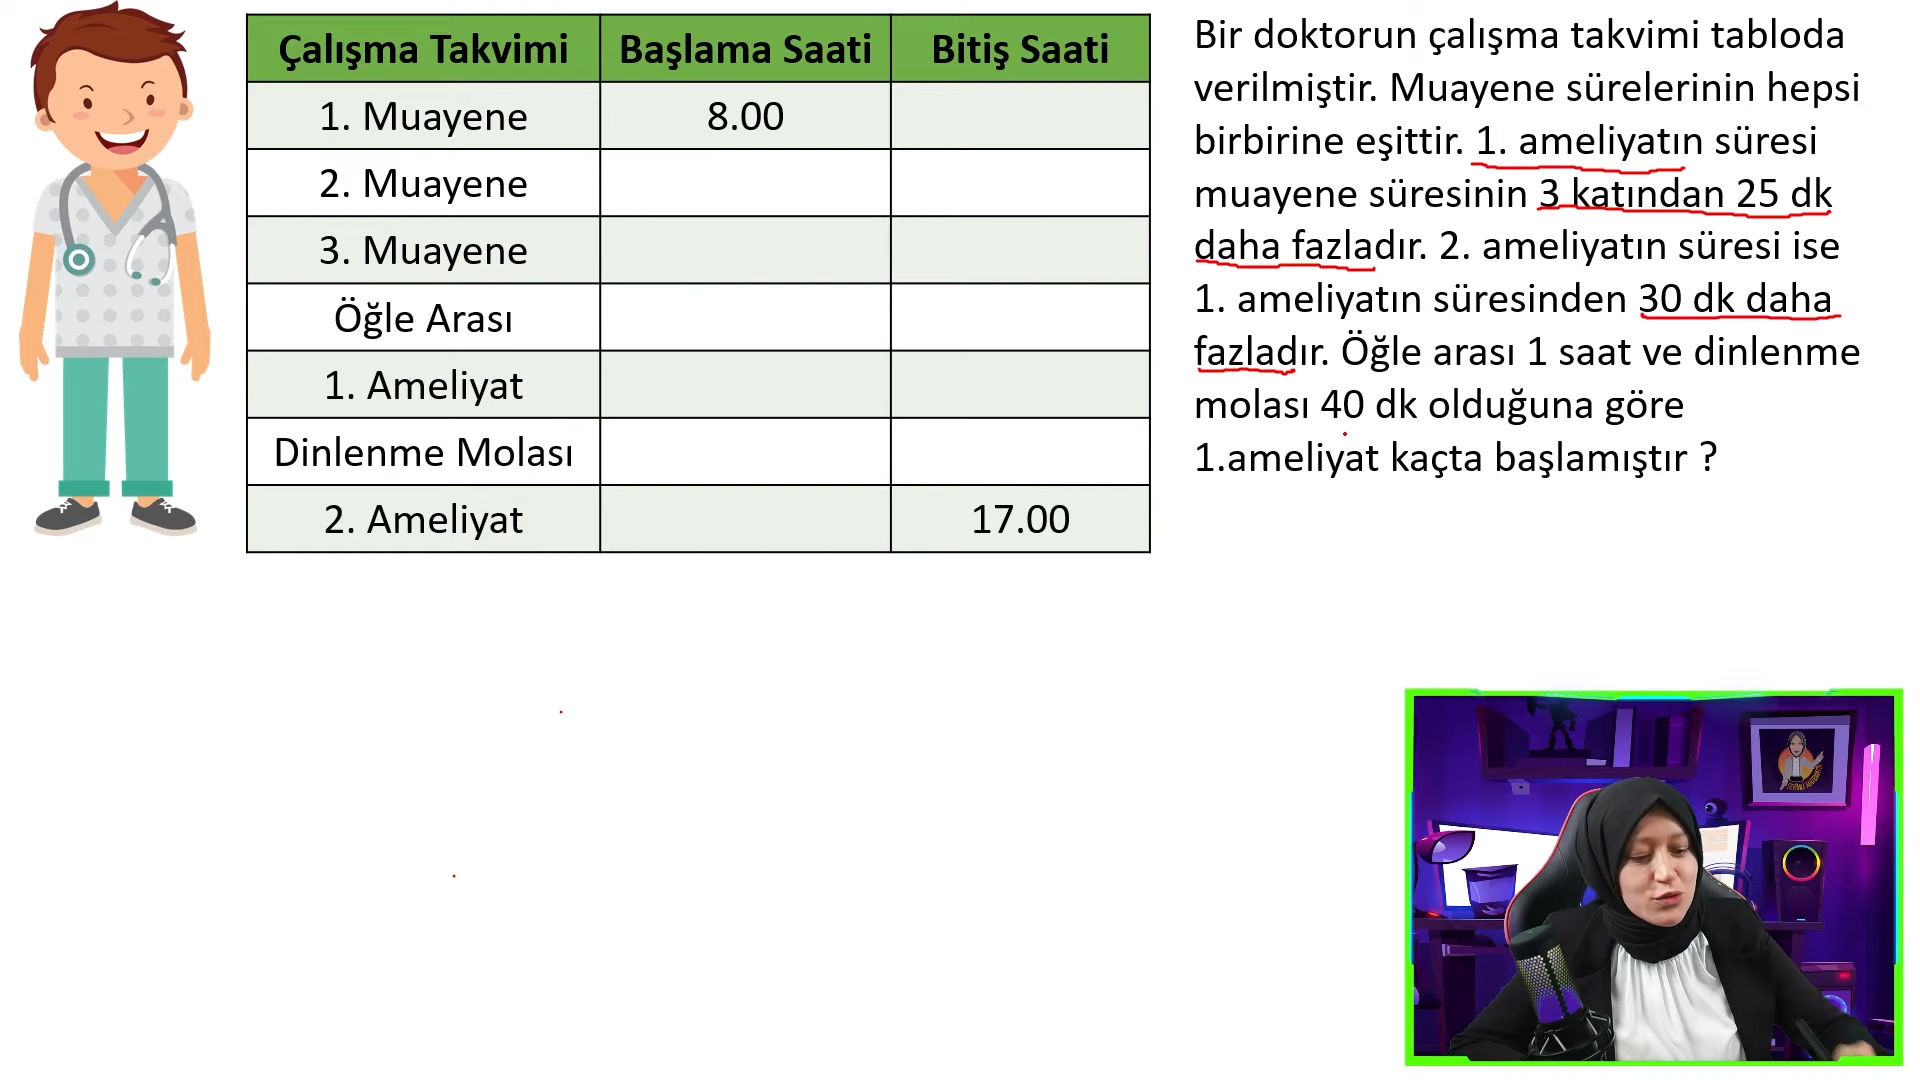 Çalışma Takvimi Başlama Saati Bitiş Saati
1. Muayene 8.00
2. Muayene
3. Muayene
Öğle Arası
1. Ameliyat
Dinlenme Molası
2. Ameliyat 17.00
Bir doktorun çalışma takvimi tabloda
verilmiştir. Muayene sürelerinin hepsi
birbirine eşittir. 1. ameliyatın süresi
muayene süresinin 3 katından 25 dk
daha fazladır. 2. ameliyatın süresi ise
1. ameliyatın süresinden 30 dk daha
fazladır. Öğle arası 1 saat ve dinlenme
molası 40 dk olduğuna göre
1.ameliyat kaçta başlamıştır ?